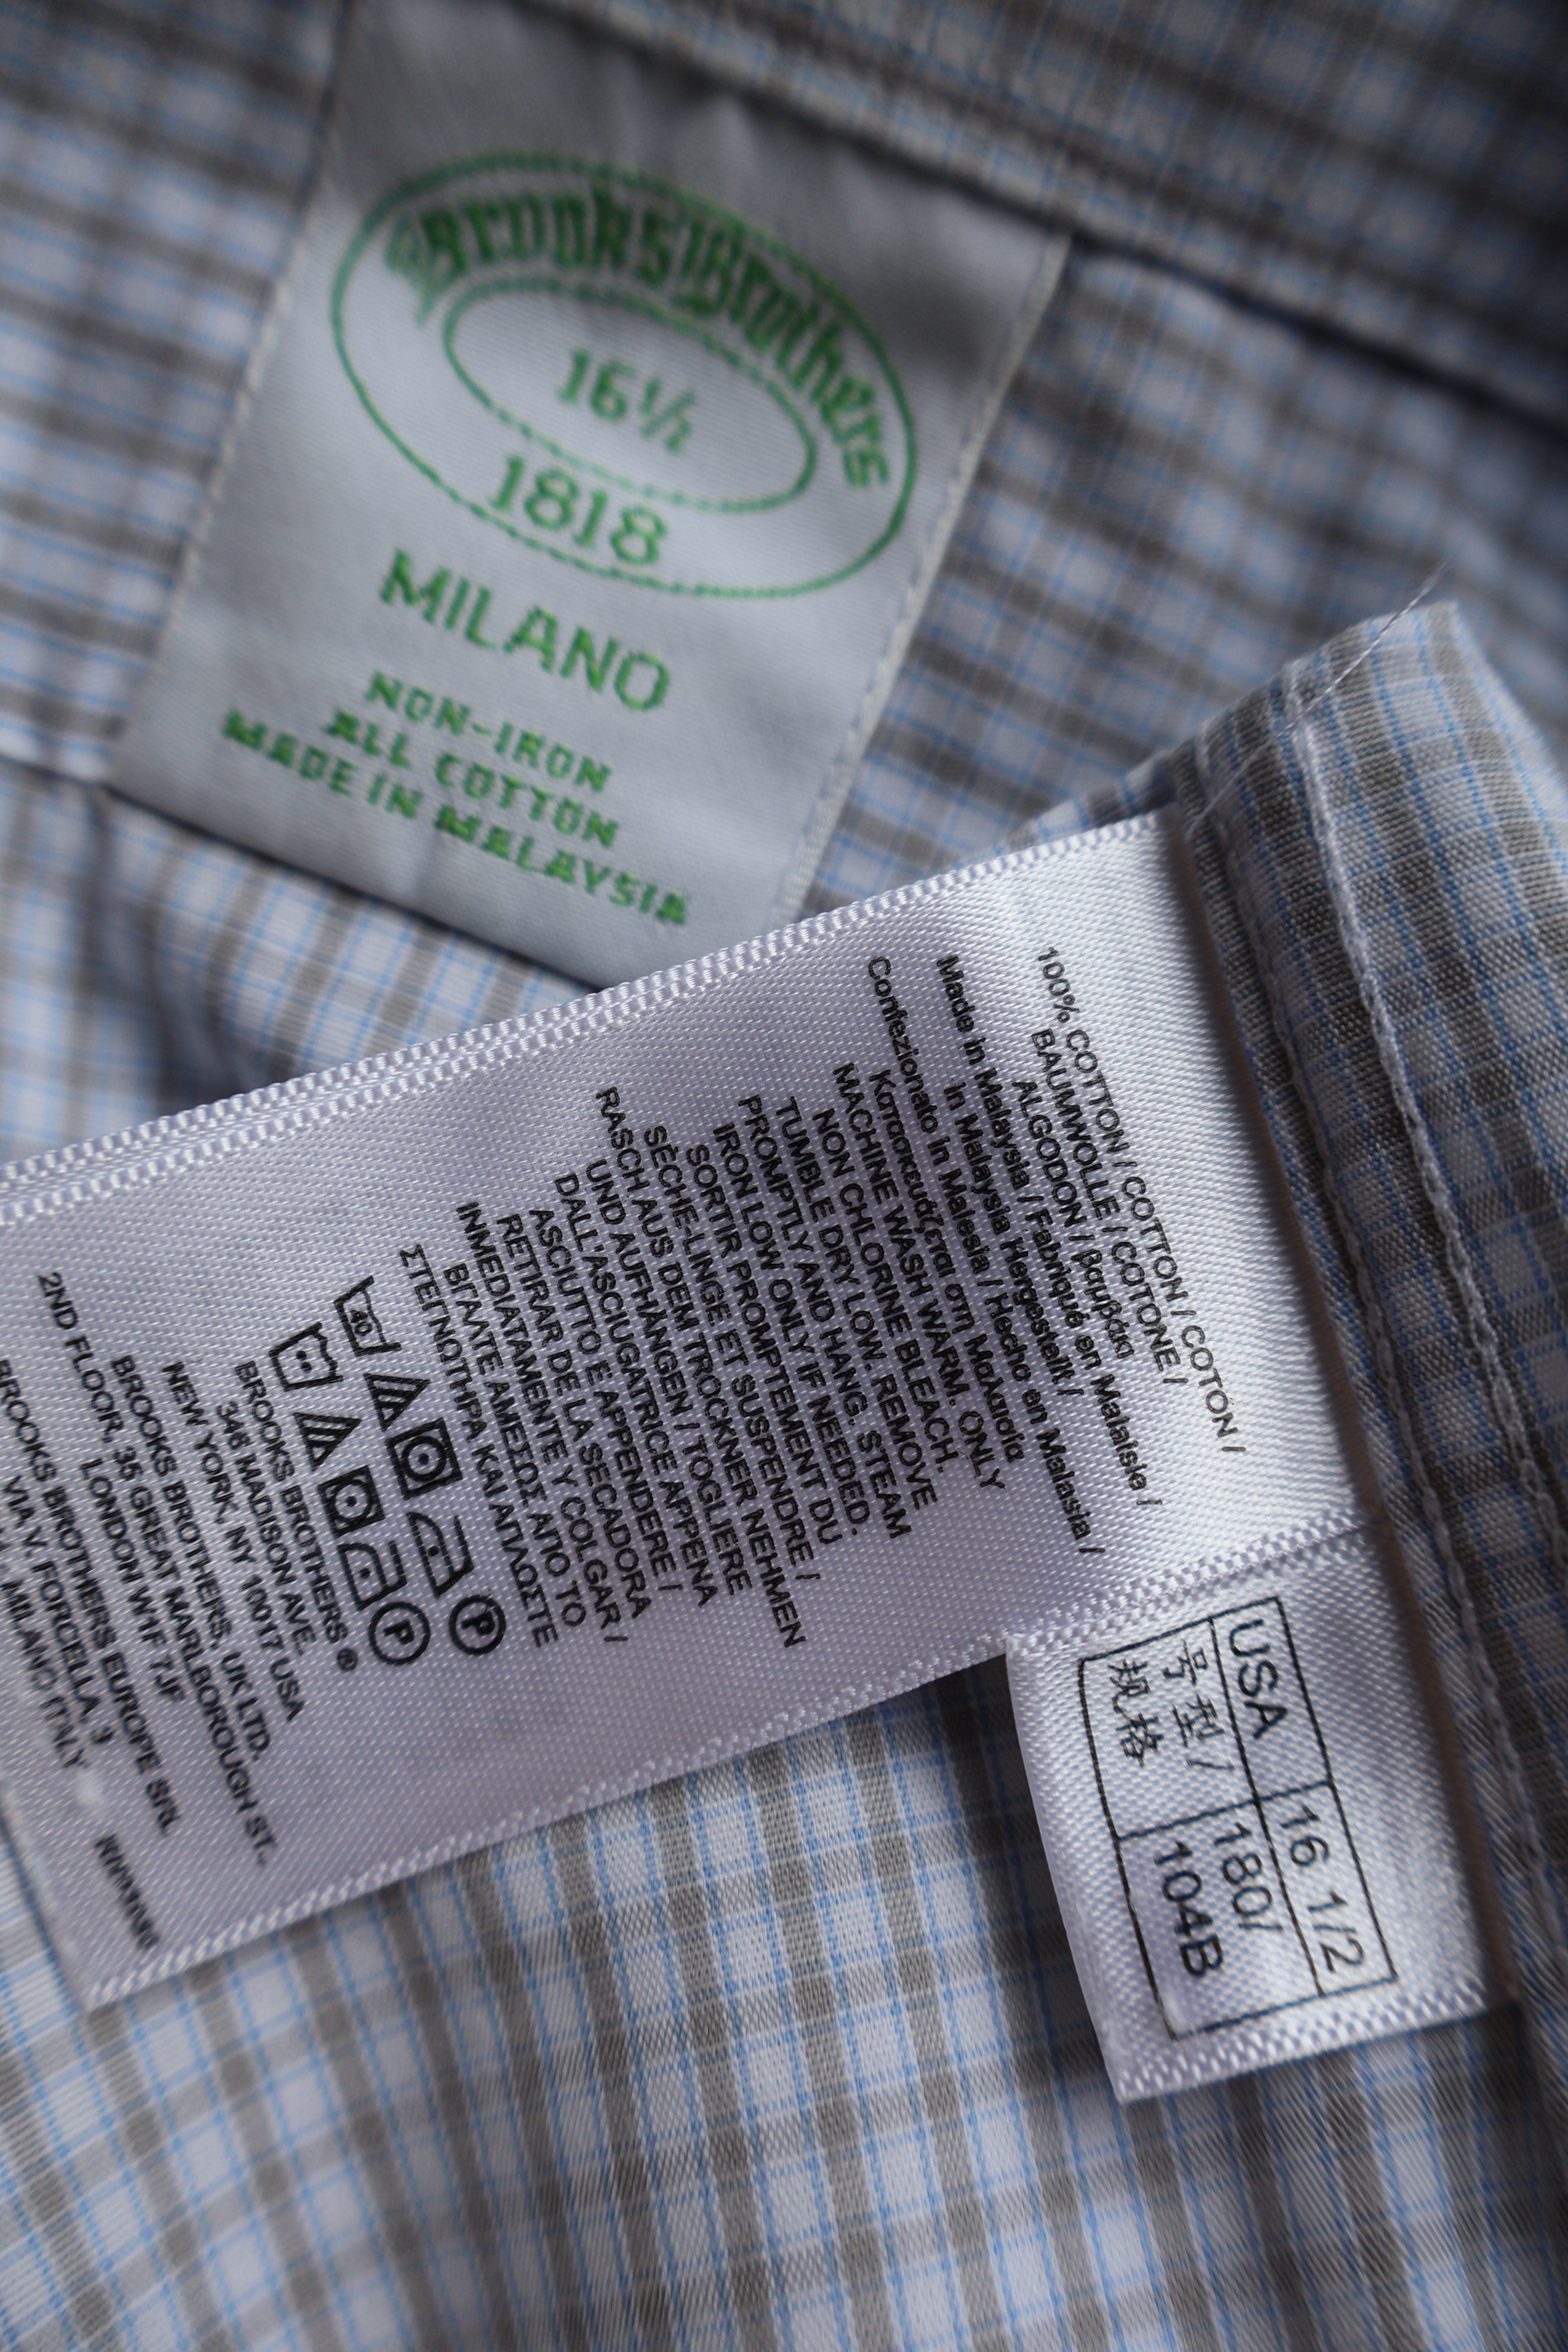 Brooks Brothers
16½
1818
MILANO
NON-IRON
ALL COTTON
MADE IN MALAYSIA
100% COTTON / COTTON / COTON /
BAUMWOLLE / COTONE /
ALGODON / βαμβάκι
Made in Malaysia / Fabriqué en Malaisie /
in Malaysia Hergestellt /
Confezionato in Malesia / Hecho en Malasia /
Κατασκευάζεται στη Μαλαισία
MACHINE WASH WARM. ONLY
NON CHLORINE BLEACH.
TUMBLE DRY LOW. REMOVE
PROMPTLY AND HANG. STEAM
IRON LOW ONLY IF NEEDED.
SORTIR PROMPTEMENT DU
SÈCHE-LINGE ET SUSPENDRE /
RASCH AUS DEM TROCKNER NEHMEN
UND AUFHÄNGEN / TOGLIERE
DALL'ASCIUGATRICE APPENA
ASCIUTTO E APPENDERE /
RETIRAR DE LA SECADORA
INMEDIATAMENTE Y COLGAR /
ΒΓΑΛΤΕ ΑΜΕΣΩΣ ΑΠΟ ΤΟ
ΣΤΕΓΝΩΤΗΡΑ ΚΑΙ ΑΠΛΩΣΤΕ
40
P
P
BROOKS BROTHERS ®
346 MADISON AVE.
NEW YORK, NY 10017 USA
BROOKS BROTHERS, UK LTD.
2ND FLOOR, 35 GREAT MARLBOROUGH ST.
LONDON W1F 7JF
BROOKS BROTHERS EUROPE SRL
VIA V. FORCELLA, 3
MILANO ITALY
USA 16 1/2
号型/ 180/
规格 104B